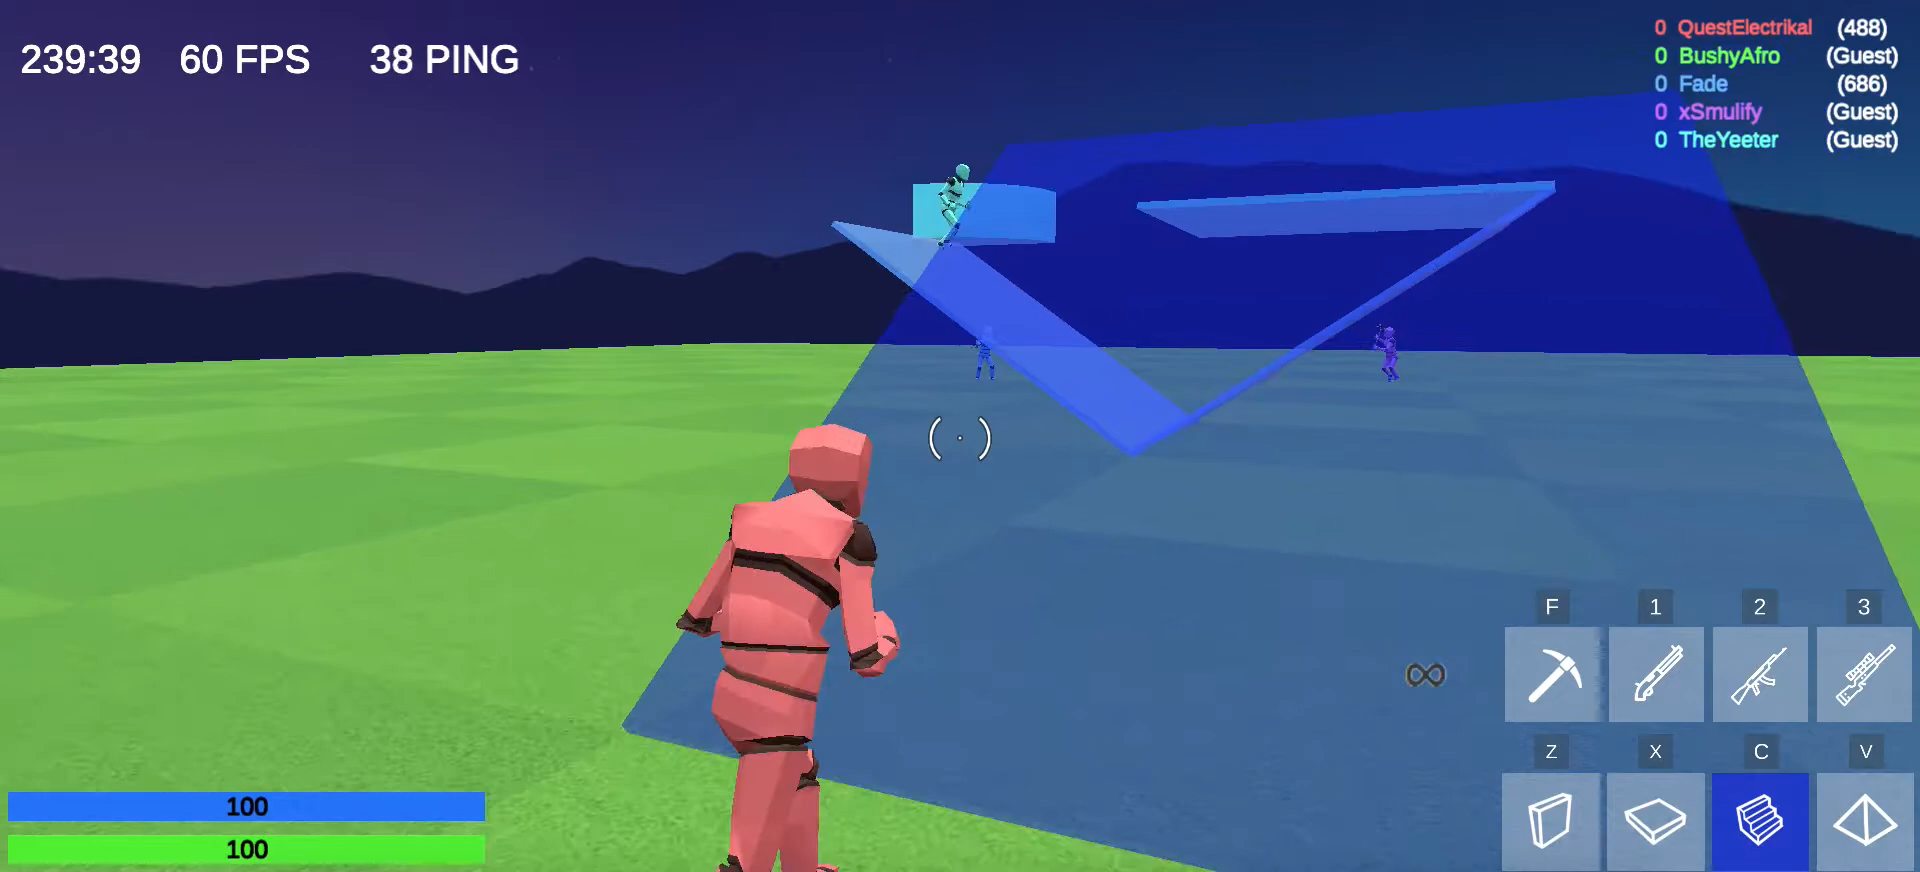 239:39 60 FPS 38 PING
0 QuestElectrikal (488)
0 BushyAfro (Guest)
0 Fade (686)
0 xSmulify (Guest)
0 TheYeeter (Guest)
F 1 2 3
∞
Z X C V
100
100